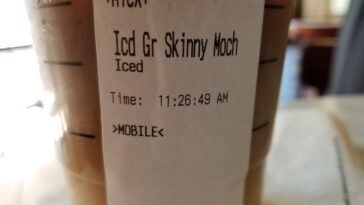 Icd Gr Skinny Moch
Iced
Time: 11:26:49 AM
>MOBILE<